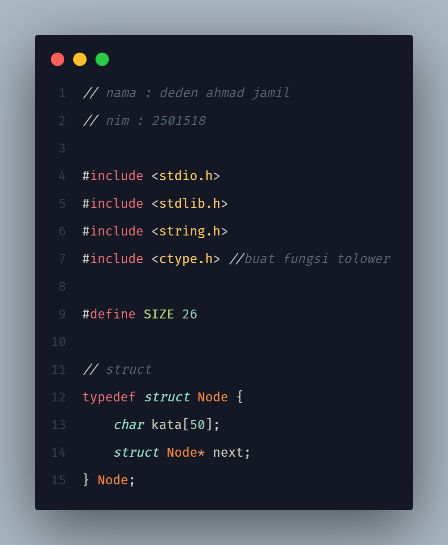 1 // nama : deden ahmad jamil
2 // nim : 2501518
3
4 #include <stdio.h>
5 #include <stdlib.h>
6 #include <string.h>
7 #include <ctype.h> //buat fungsi tolower
8
9 #define SIZE 26
10
11 // struct
12 typedef struct Node {
13     char kata[50];
14     struct Node* next;
15 } Node;